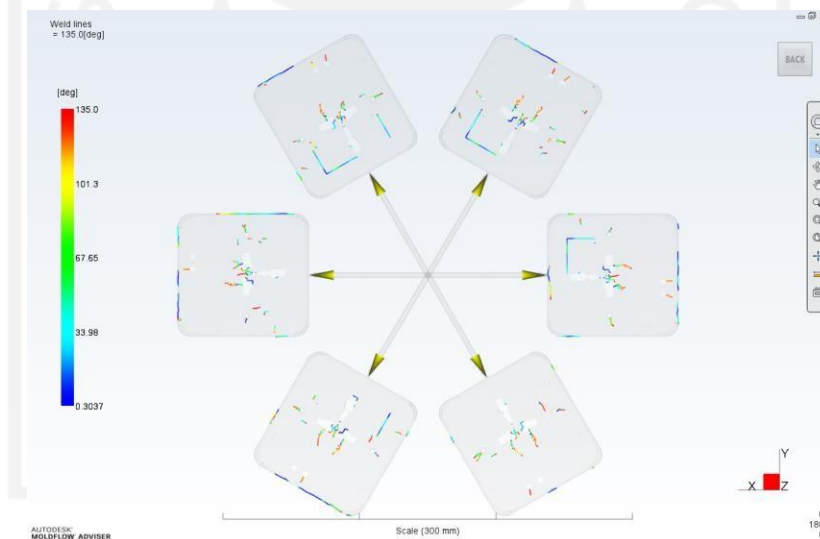 Weld lines
= 135.0[deg]
BACK
[deg]
135.0
101.3
67.65
33.98
0.3037
Y
X
Z
AUTODESK
MOLDFLOW ADVISER
Scale (300 mm)